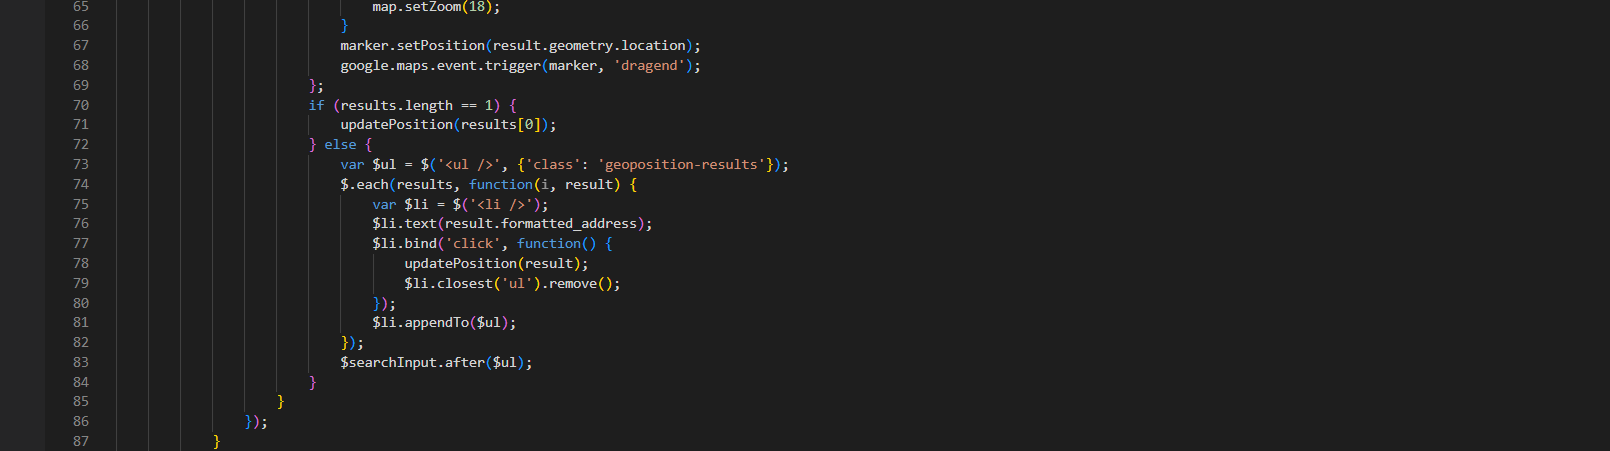 65 map.setZoom(18);
66 }
67 marker.setPosition(result.geometry.location);
68 google.maps.event.trigger(marker, 'dragend');
69 };
70 if (results.length == 1) {
71 updatePosition(results[0]);
72 } else {
73 var $ul = $('<ul />', {'class': 'geoposition-results'});
74 $.each(results, function(i, result) {
75 var $li = $('<li />');
76 $li.text(result.formatted_address);
77 $li.bind('click', function() {
78 updatePosition(result);
79 $li.closest('ul').remove();
80 });
81 $li.appendTo($ul);
82 });
83 $searchInput.after($ul);
84 }
85 }
86 });
87 }